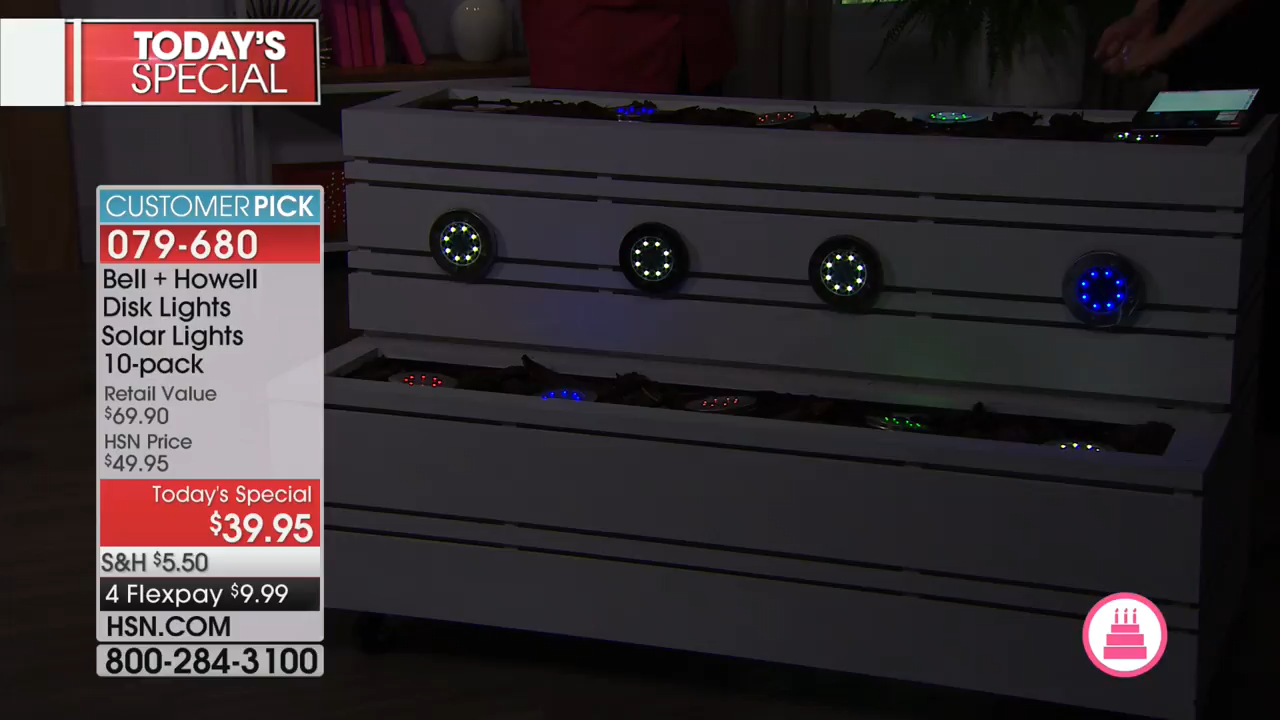 TODAY'S
SPECIAL
CUSTOMER PICK
079-680
Bell + Howell
Disk Lights
Solar Lights
10-pack
Retail Value
$69.90
HSN Price
$49.95
Today's Special
$39.95
S&H $5.50
4 Flexpay $9.99
HSN.COM
800-284-3100